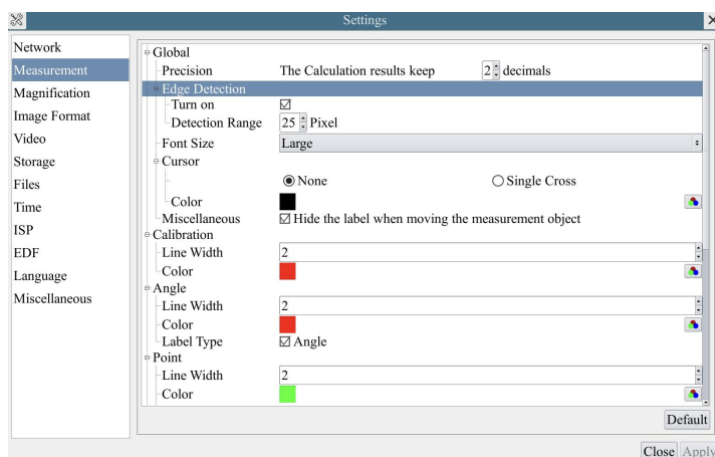 Settings
Network
Measurement
Magnification
Image Format
Video
Storage
Files
Time
ISP
EDF
Language
Miscellaneous
Global
Precision The Calculation results keep 2 decimals
Edge Detection
Turn on
Detection Range 25 Pixel
Font Size Large
Cursor
None Single Cross
Color
Miscellaneous Hide the label when moving the measurement object
Calibration
Line Width 2
Color
Angle
Line Width 2
Color
Label Type Angle
Point
Line Width 2
Color
Default
Close Apply